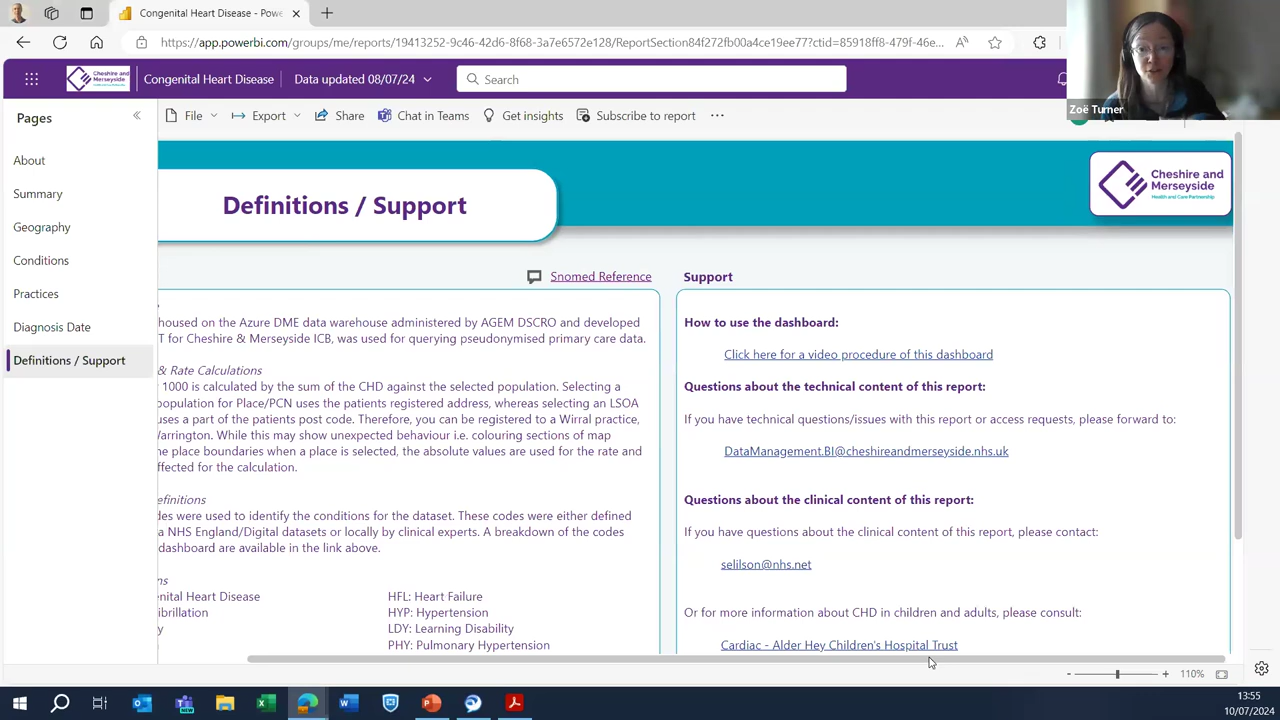 Congenital Heart Disease - Powe
https://app.powerbi.com/groups/me/reports/19413252-9c46-42d6-8f68-3a7e6572e128/ReportSection84f272fb00a4ce19ee77?ctid=85918ff8-479f-46e...
Cheshire and Merseyside
Congenital Heart Disease
Data updated 08/07/24
Search
Zoë Turner
Pages
File
Export
Share
Chat in Teams
Get insights
Subscribe to report
About
Summary
Geography
Conditions
Practices
Diagnosis Date
Definitions / Support
Definitions / Support
Cheshire and
Merseyside
Health and Care Partnership
Snomed Reference
housed on the Azure DME data warehouse administered by AGEM DSCRO and developed
T for Cheshire & Merseyside ICB, was used for querying pseudonymised primary care data.
& Rate Calculations
1000 is calculated by the sum of the CHD against the selected population. Selecting a
population for Place/PCN uses the patients registered address, whereas selecting an LSOA
uses a part of the patients post code. Therefore, you can be registered to a Wirral practice,
Warrington. While this may show unexpected behaviour i.e. colouring sections of map
e place boundaries when a place is selected, the absolute values are used for the rate and
ffected for the calculation.
efinitions
des were used to identify the conditions for the dataset. These codes were either defined
a NHS England/Digital datasets or locally by clinical experts. A breakdown of the codes
dashboard are available in the link above.
ns
enital Heart Disease
ibrillation
y
HFL: Heart Failure
HYP: Hypertension
LDY: Learning Disability
PHY: Pulmonary Hypertension
Support
How to use the dashboard:
Click here for a video procedure of this dashboard
Questions about the technical content of this report:
If you have technical questions/issues with this report or access requests, please forward to:
DataManagement.BI@cheshireandmerseyside.nhs.uk
Questions about the clinical content of this report:
If you have questions about the clinical content of this report, please contact:
selilson@nhs.net
Or for more information about CHD in children and adults, please consult:
Cardiac - Alder Hey Children's Hospital Trust
110%
13:55
10/07/2024